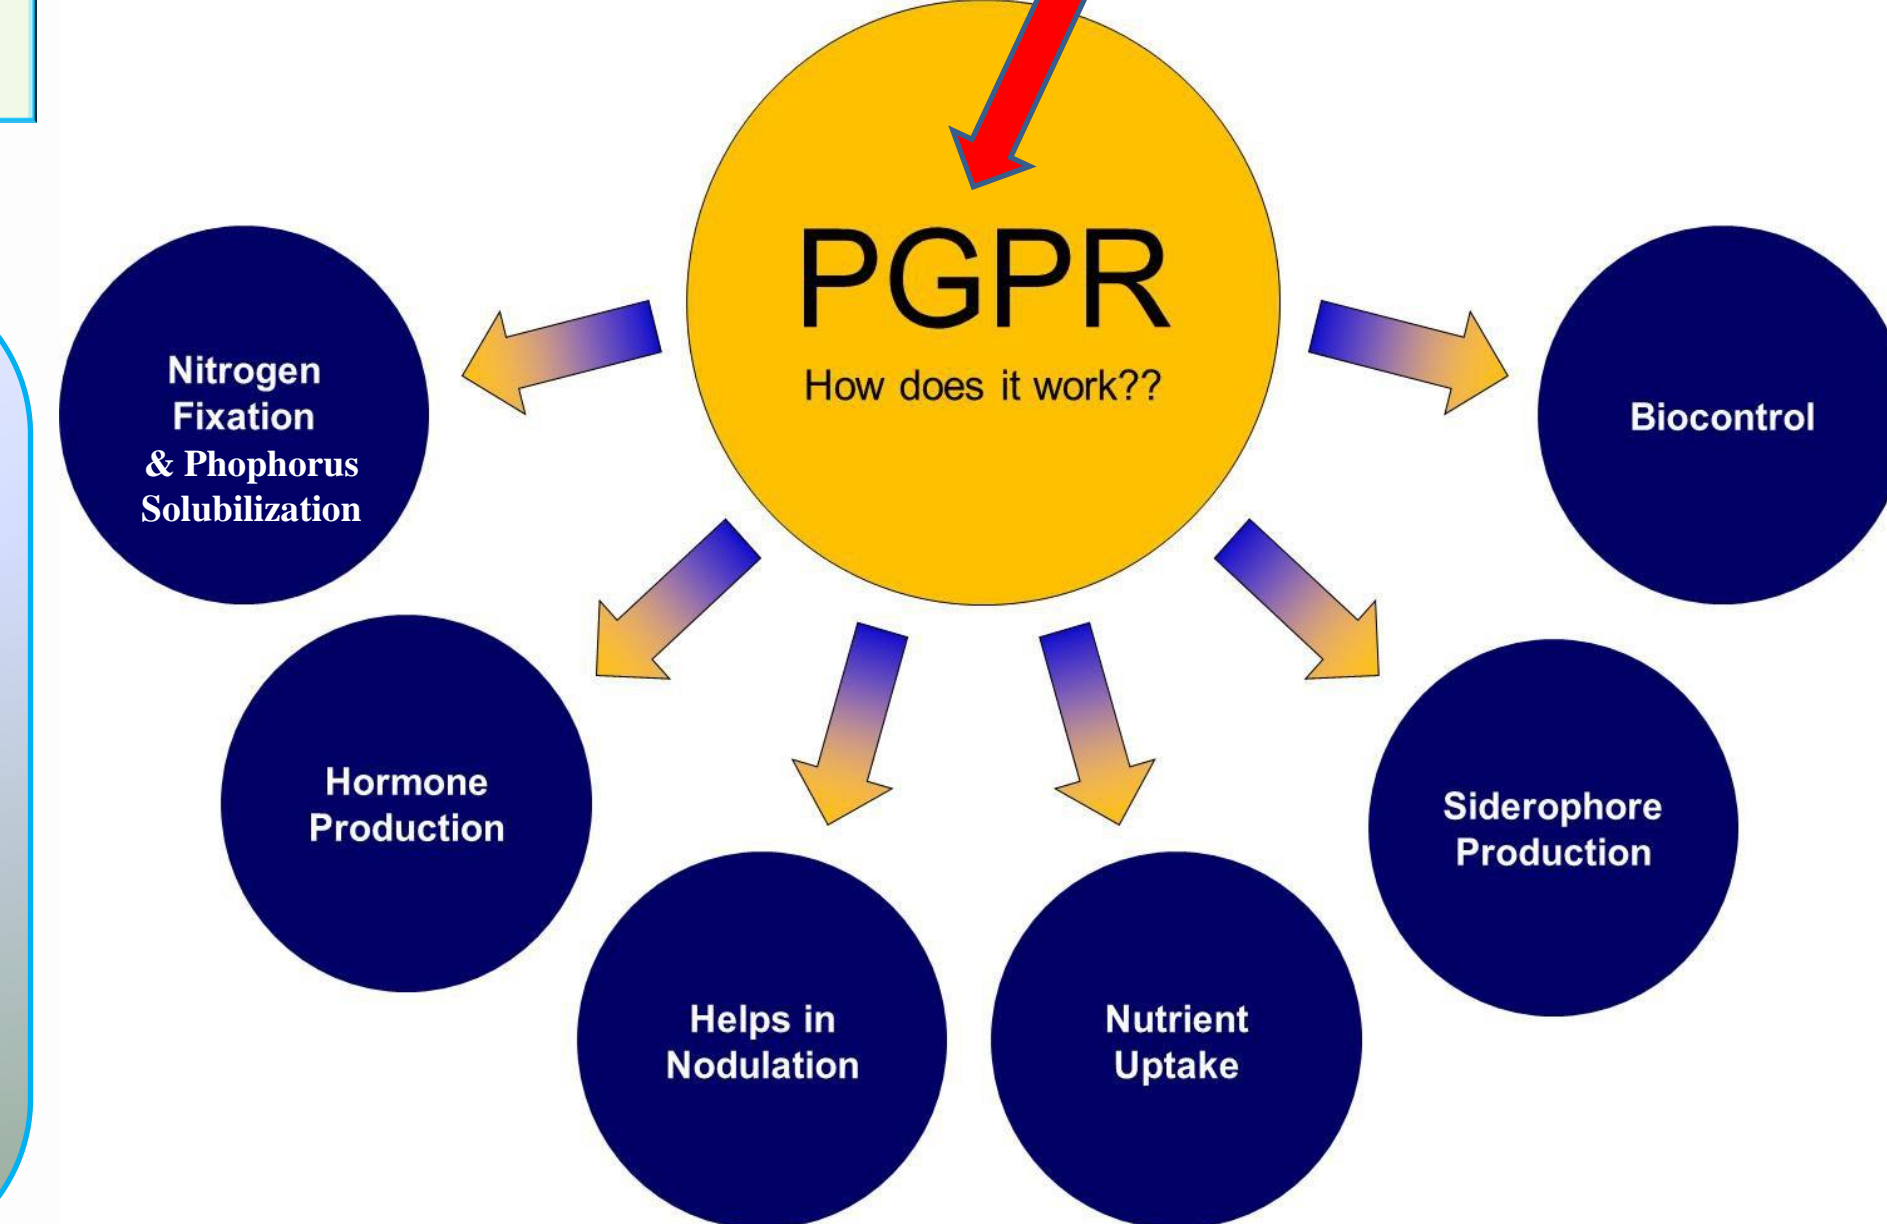 PGPR
How does it work??
Nitrogen
Fixation
& Phophorus
Solubilization
Hormone
Production
Helps in
Nodulation
Nutrient
Uptake
Siderophore
Production
Biocontrol